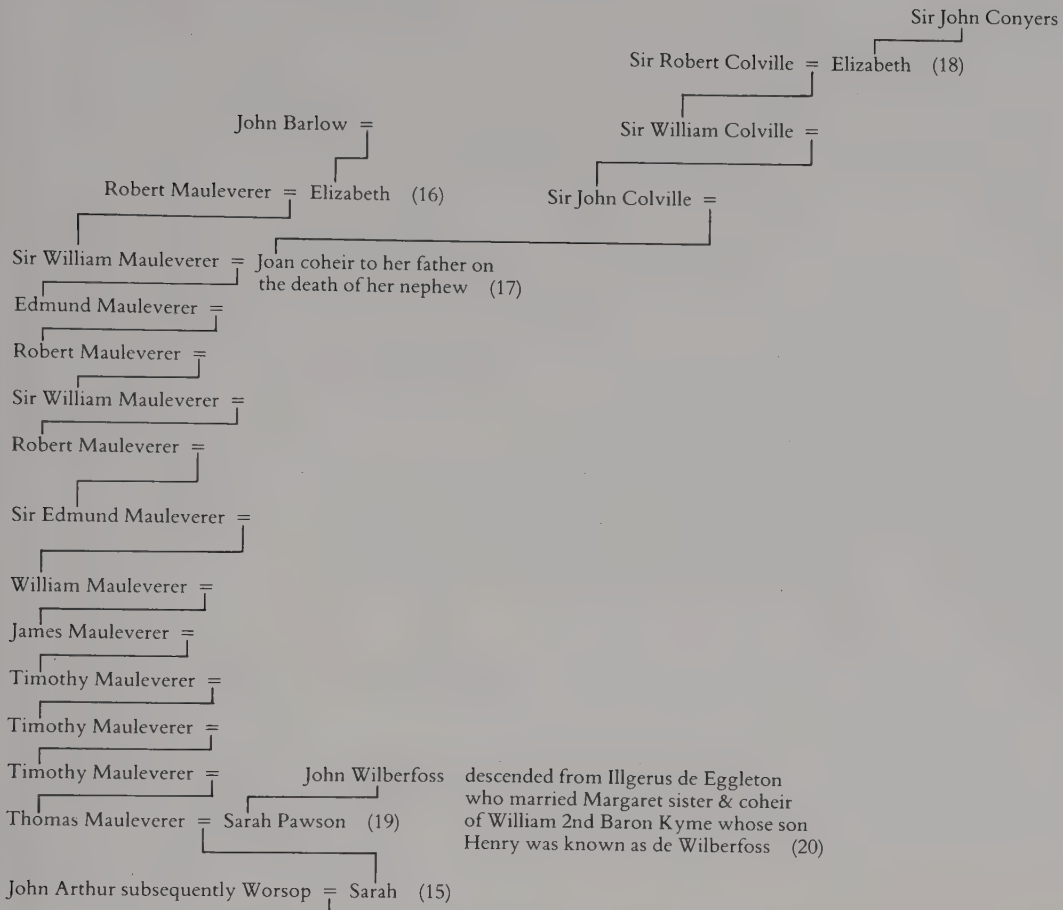 Sir John Conyers
Sir Robert Colville = Elizabeth (18)
John Barlow =
Sir William Colville =
Robert Mauleverer = Elizabeth (16)
Sir John Colville =
Sir William Mauleverer = Joan coheir to her father on
the death of her nephew (17)
Edmund Mauleverer =
Robert Mauleverer =
Sir William Mauleverer =
Robert Mauleverer =
Sir Edmund Mauleverer =
William Mauleverer =
James Mauleverer =
Timothy Mauleverer =
Timothy Mauleverer =
Timothy Mauleverer =
John Wilberfoss descended from Illgerus de Eggleton
who married Margaret sister & coheir
Thomas Mauleverer = Sarah Pawson (19) of William 2nd Baron Kyme whose son
Henry was known as de Wilberfoss (20)
John Arthur subsequently Worsop = Sarah (15)